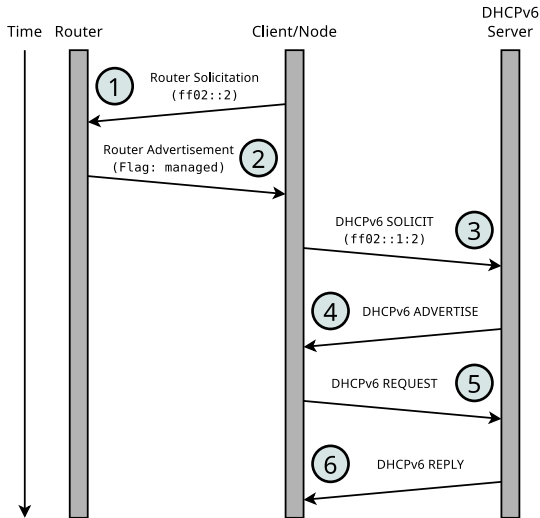 DHCPv6
Time Router Client/Node Server
1 Router Solicitation
(ff02::2)
Router Advertisement 2
(Flag: managed)
DHCPv6 SOLICIT 3
(ff02::1:2)
4 DHCPv6 ADVERTISE
DHCPv6 REQUEST 5
6 DHCPv6 REPLY